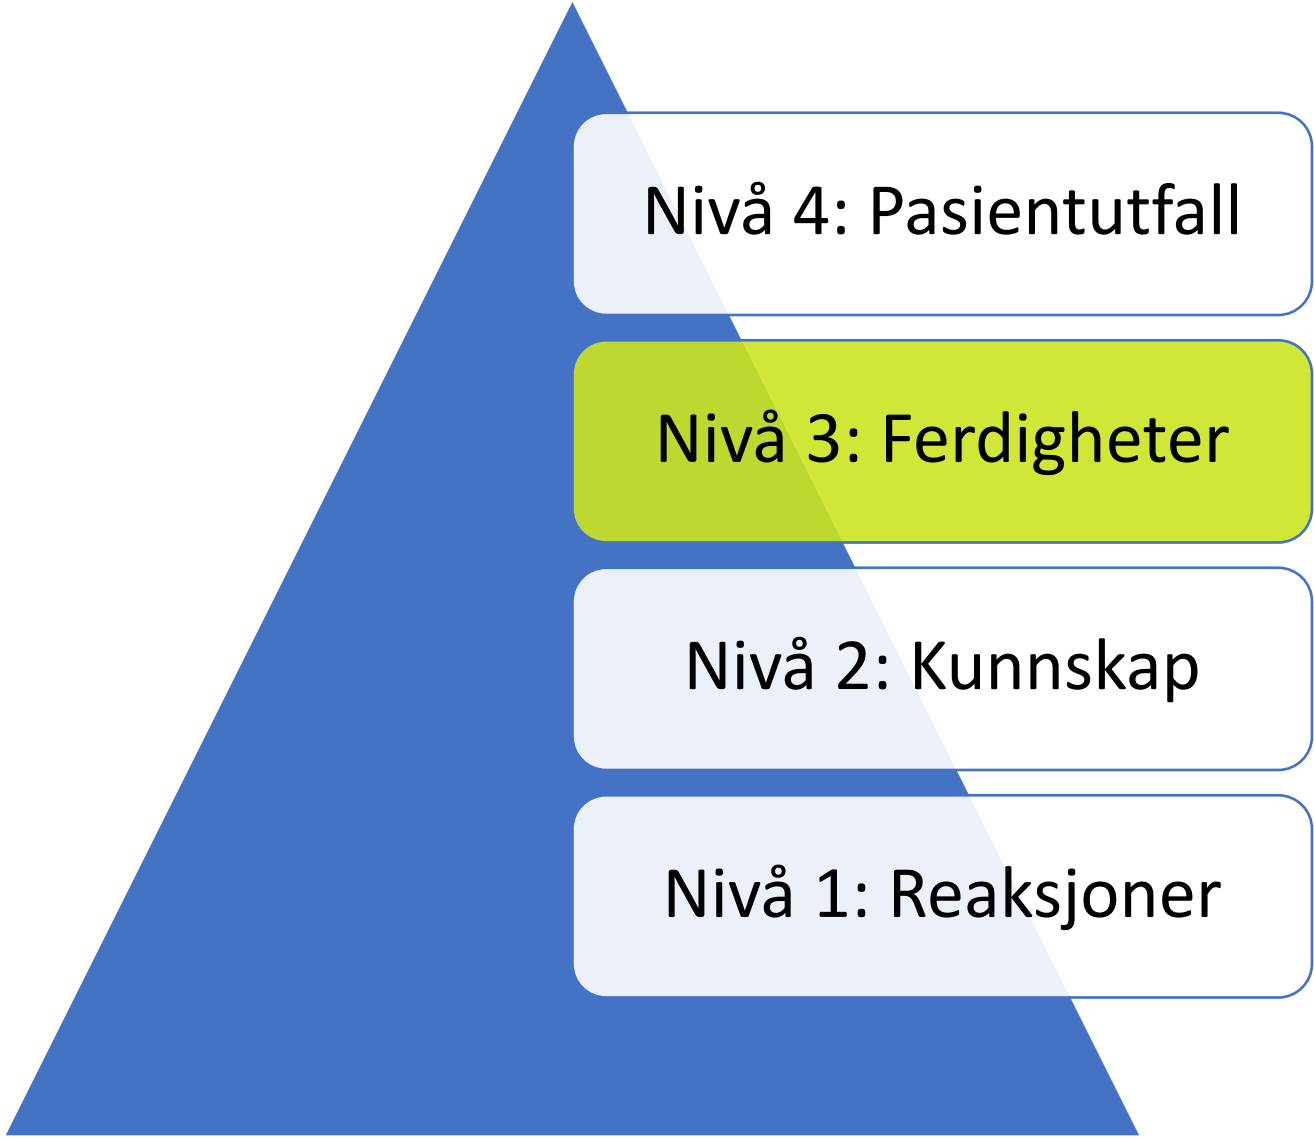 Nivå 4: Pasientutfall
Nivå 3: Ferdigheter
Nivå 2: Kunnskap
Nivå 1: Reaksjoner